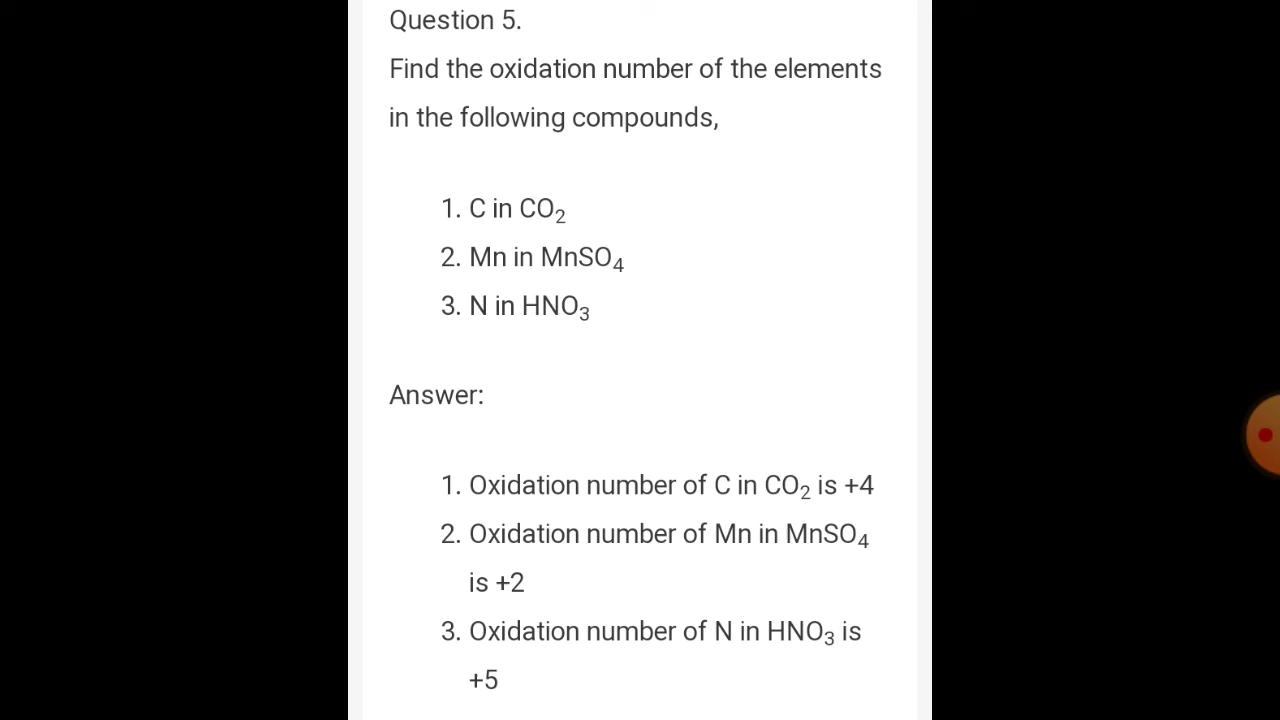 Question 5.
Find the oxidation number of the elements
in the following compounds,
1. C in CO₂
2. Mn in MnSO₄
3. N in HNO₃
Answer:
1. Oxidation number of C in CO₂ is +4
2. Oxidation number of Mn in MnSO₄
is +2
3. Oxidation number of N in HNO₃ is
+5